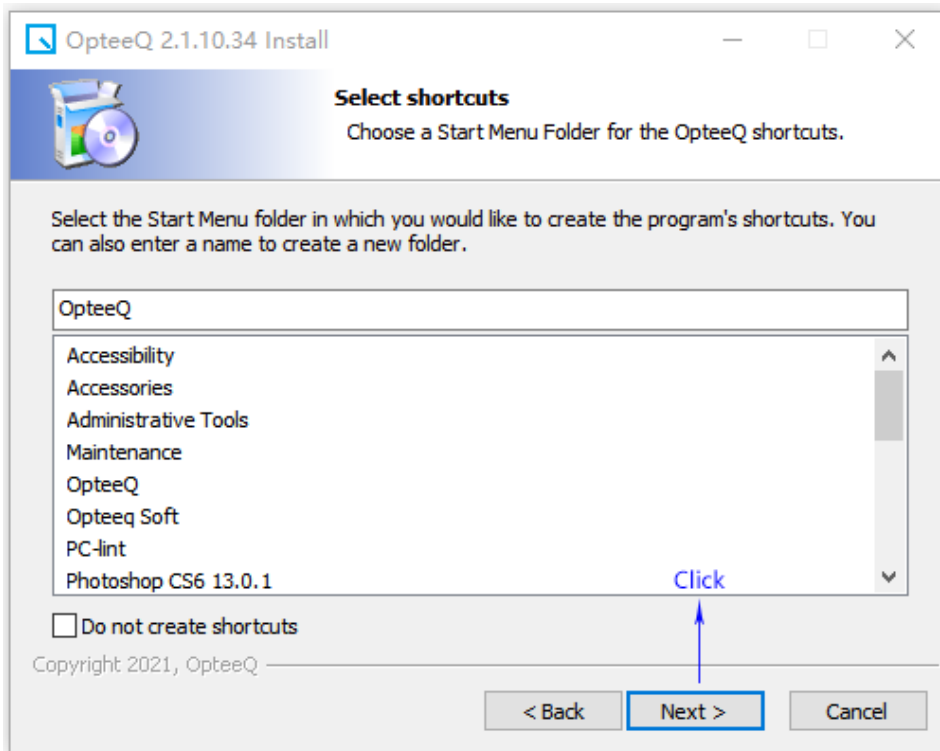 OpteeQ 2.1.10.34 Install
Select shortcuts
Choose a Start Menu Folder for the OpteeQ shortcuts.
Select the Start Menu folder in which you would like to create the program's shortcuts. You
can also enter a name to create a new folder.
OpteeQ
Accessibility
Accessories
Administrative Tools
Maintenance
OpteeQ
Opteeq Soft
PC-lint
Photoshop CS6 13.0.1
Click
Do not create shortcuts
Copyright 2021, OpteeQ
< Back
Next >
Cancel